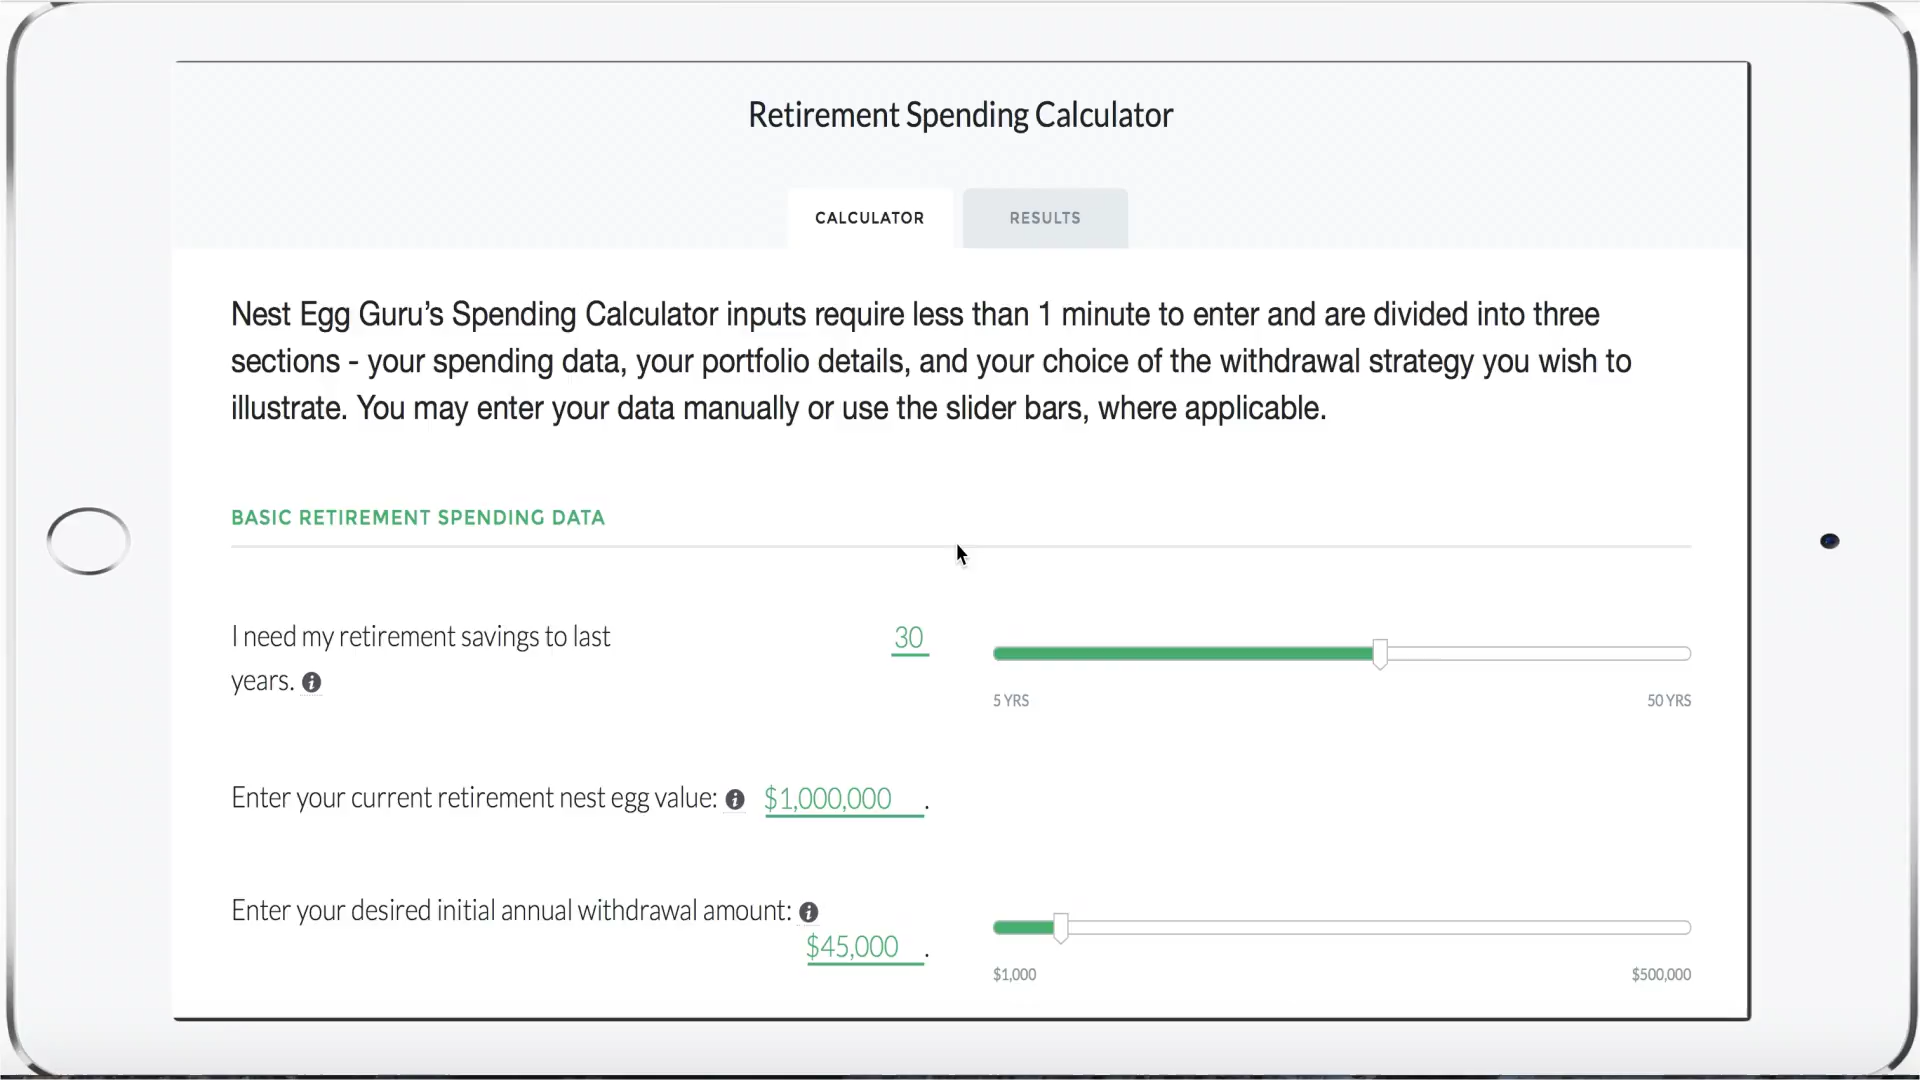 Retirement Spending Calculator
CALCULATOR RESULTS
Nest Egg Guru’s Spending Calculator inputs require less than 1 minute to enter and are divided into three
sections - your spending data, your portfolio details, and your choice of the withdrawal strategy you wish to
illustrate. You may enter your data manually or use the slider bars, where applicable.
BASIC RETIREMENT SPENDING DATA
I need my retirement savings to last 30
years.
5 YRS 50 YRS
Enter your current retirement nest egg value: $1,000,000 .
Enter your desired initial annual withdrawal amount:
$45,000 .
$1,000 $500,000